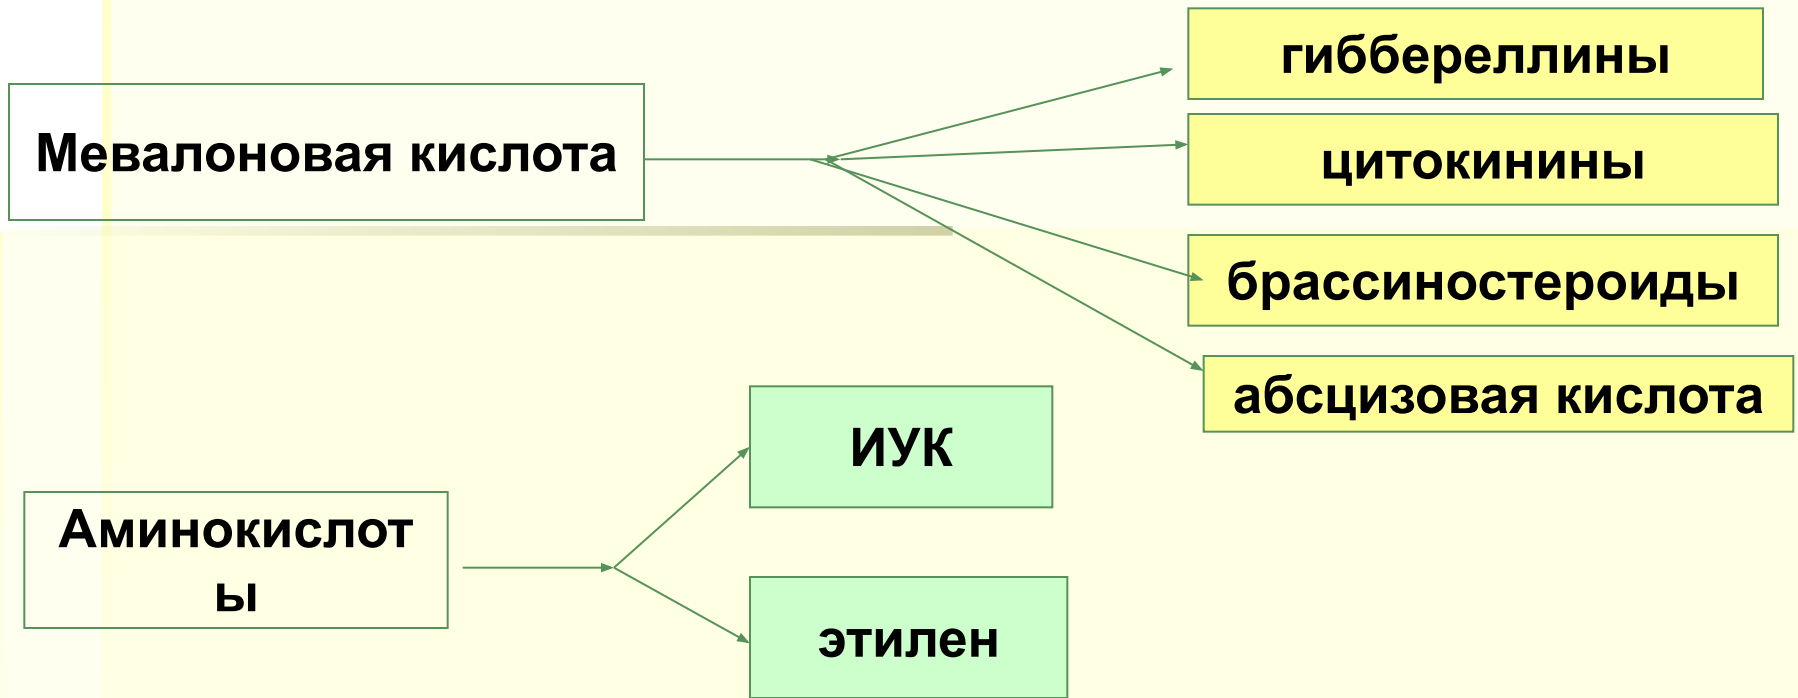 гиббереллины
Мевалоновая кислота
цитокинины
брассиностероиды
абсцизовая кислота
ИУК
Аминокислот
ы
этилен